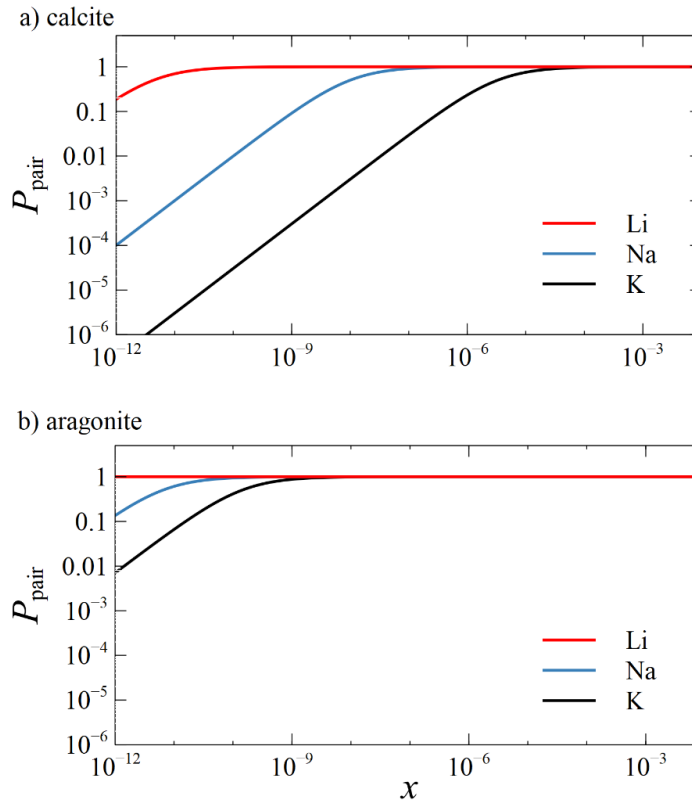 a) calcite
1
0.1
0.01
10⁻³
10⁻⁴
10⁻⁵
10⁻⁶
P_pair
Li
Na
K
10⁻¹² 10⁻⁹ 10⁻⁶ 10⁻³
b) aragonite
1
0.1
0.01
10⁻³
10⁻⁴
10⁻⁵
10⁻⁶
P_pair
Li
Na
K
10⁻¹² 10⁻⁹ 10⁻⁶ 10⁻³
x